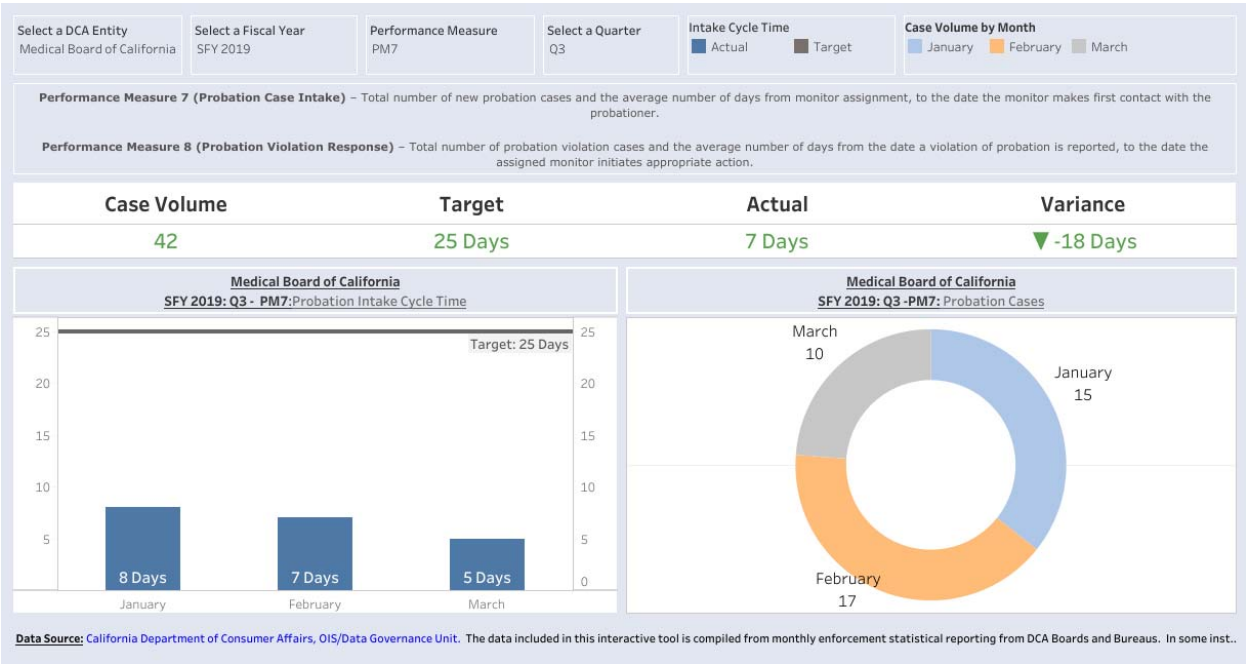 Select a DCA Entity
Medical Board of California
Select a Fiscal Year
SFY 2019
Performance Measure
PM7
Select a Quarter
Q3
Intake Cycle Time
Actual Target
Case Volume by Month
January February March
Performance Measure 7 (Probation Case Intake) – Total number of new probation cases and the average number of days from monitor assignment, to the date the monitor makes first contact with the
probationer.
Performance Measure 8 (Probation Violation Response) – Total number of probation violation cases and the average number of days from the date a violation of probation is reported, to the date the
assigned monitor initiates appropriate action.
Case Volume Target Actual Variance
42 25 Days 7 Days ▼ -18 Days
Medical Board of California
SFY 2019: Q3 - PM7:Probation Intake Cycle Time
25 25
Target: 25 Days
20 20
15 15
10 10
5 5
8 Days 7 Days 5 Days 0
January February March
Medical Board of California
SFY 2019: Q3 -PM7: Probation Cases
March
10
January
15
February
17
Data Source: California Department of Consumer Affairs, OIS/Data Governance Unit. The data included in this interactive tool is compiled from monthly enforcement statistical reporting from DCA Boards and Bureaus. In some inst..